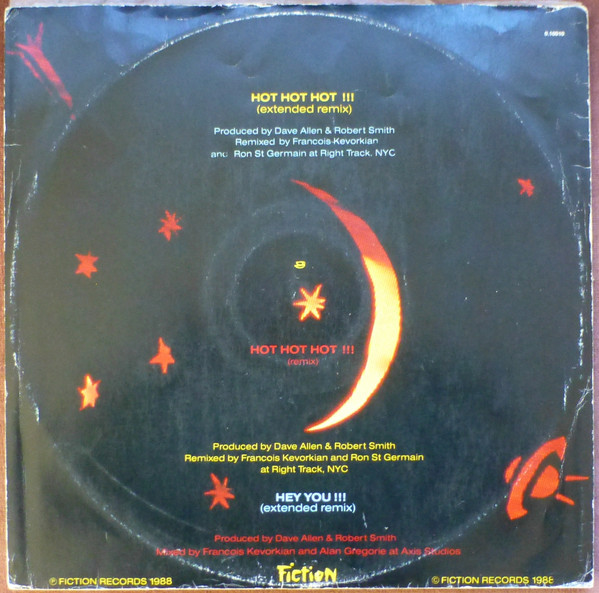 0.16616
HOT HOT HOT !!!
(extended remix)
Produced by Dave Allen & Robert Smith
Remixed by Francois Kevorkian
and Ron St Germain at Right Track, NYC
HOT HOT HOT !!!
(remix)
Produced by Dave Allen & Robert Smith
Remixed by Francois Kevorkian and Ron St Germain
at Right Track, NYC
HEY YOU !!!
(extended remix)
Produced by Dave Allen & Robert Smith
Mixed by Francois Kevorkian and Alan Gregorie at Axis Studios
℗ FICTION RECORDS 1988
FICTION
© FICTION RECORDS 1988